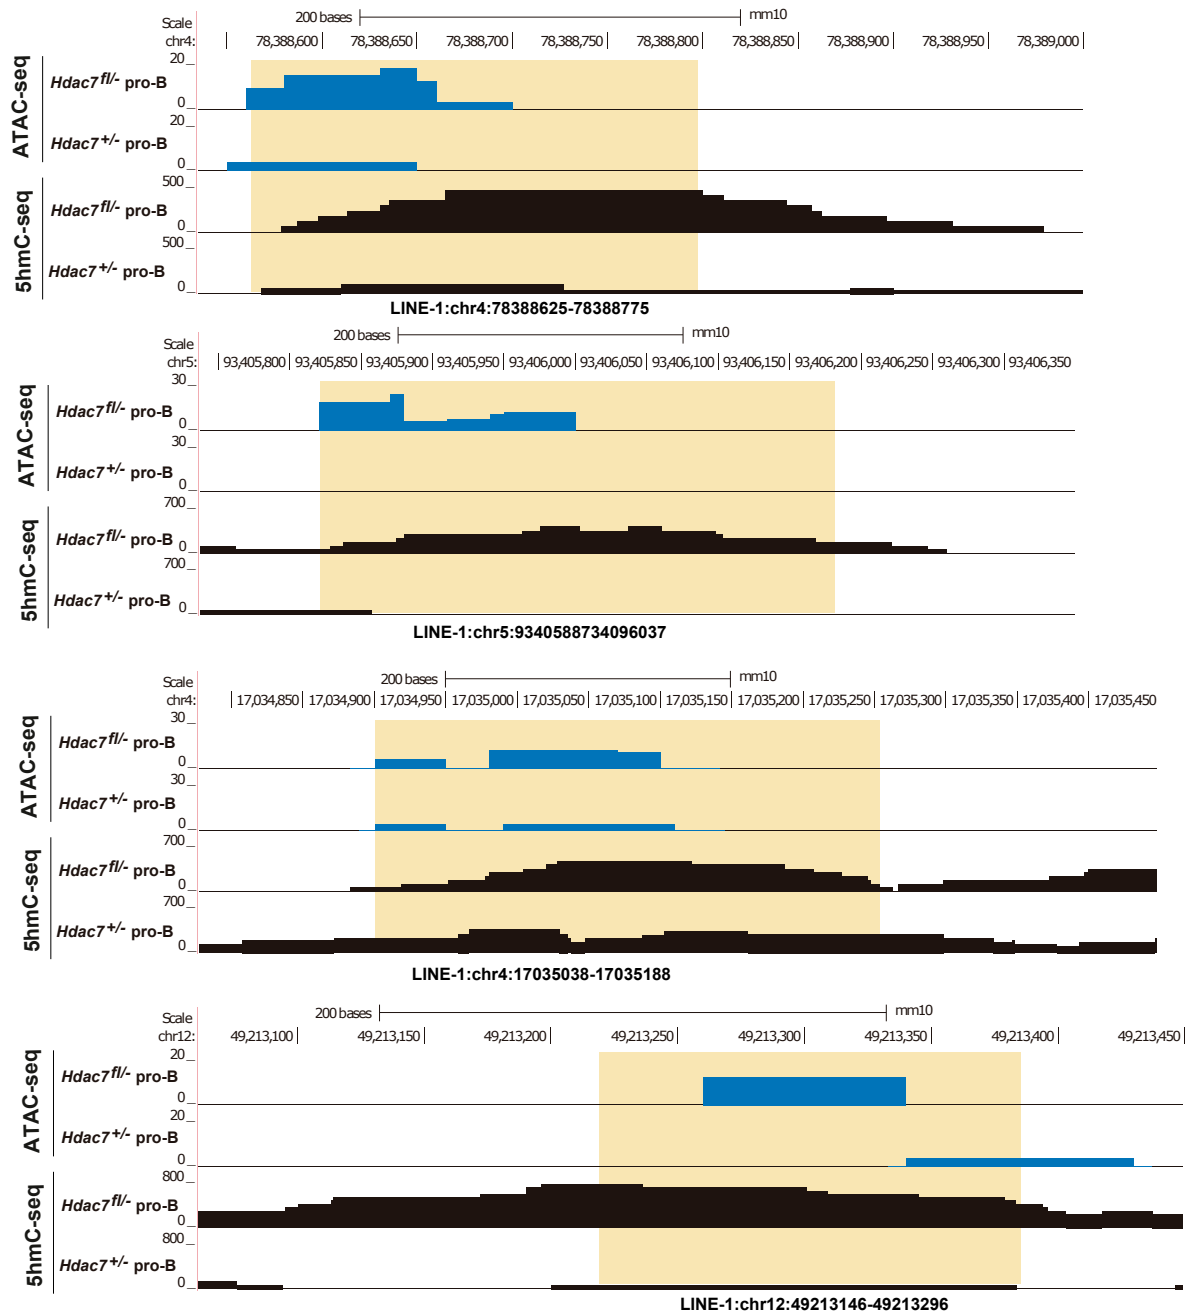 Scale 200 bases mm10
chr4: 78,388,600 78,388,650 78,388,700 78,388,750 78,388,800 78,388,850 78,388,900 78,388,950 78,389,000
ATAC-seq
20
Hdac7fl/- pro-B
0
20
Hdac7+/- pro-B
0
5hmC-seq
500
Hdac7fl/- pro-B
0
500
Hdac7+/- pro-B
0
LINE-1:chr4:78388625-78388775
Scale 200 bases mm10
chr5: 93,405,800 93,405,850 93,405,900 93,405,950 93,406,000 93,406,050 93,406,100 93,406,150 93,406,200 93,406,250 93,406,300 93,406,350
ATAC-seq
30
Hdac7fl/- pro-B
0
30
Hdac7+/- pro-B
0
5hmC-seq
700
Hdac7fl/- pro-B
0
700
Hdac7+/- pro-B
0
LINE-1:chr5:9340588734096037
Scale 200 bases mm10
chr4: 17,034,850 17,034,900 17,034,950 17,035,000 17,035,050 17,035,100 17,035,150 17,035,200 17,035,250 17,035,300 17,035,350 17,035,400 17,035,450
ATAC-seq
30
Hdac7fl/- pro-B
0
30
Hdac7+/- pro-B
0
5hmC-seq
700
Hdac7fl/- pro-B
0
700
Hdac7+/- pro-B
0
LINE-1:chr4:17035038-17035188
Scale 200 bases mm10
chr12: 49,213,100 49,213,150 49,213,200 49,213,250 49,213,300 49,213,350 49,213,400 49,213,450
ATAC-seq
20
Hdac7fl/- pro-B
0
20
Hdac7+/- pro-B
0
5hmC-seq
800
Hdac7fl/- pro-B
0
800
Hdac7+/- pro-B
0
LINE-1:chr12:49213146-49213296